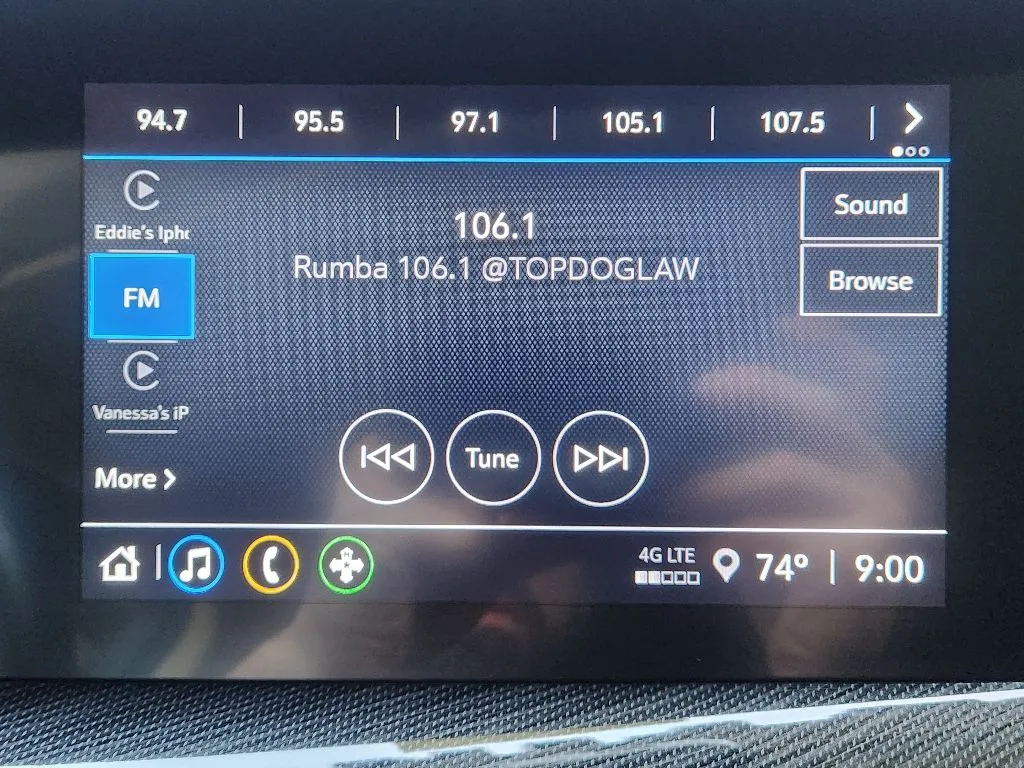 94.7 | 95.5 | 97.1 | 105.1 | 107.5 |
Eddie's Iph
FM
Vanessa's iP
More
106.1
Rumba 106.1 @TOPDOGLAW
Tune
Sound
Browse
4G LTE
74° | 9:00